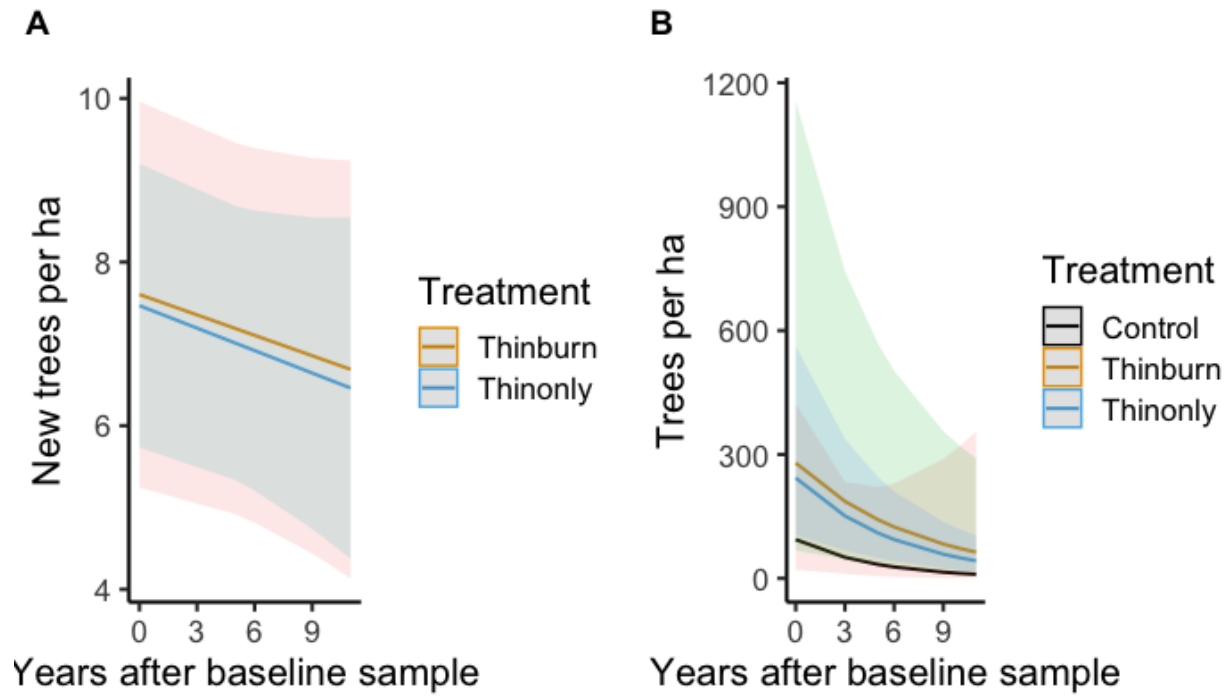 A
New trees per ha
10
8
6
4
0 3 6 9
Years after baseline sample
Treatment
Thinburn
Thinonly
B
Trees per ha
1200
900
600
300
0
0 3 6 9
Years after baseline sample
Treatment
Control
Thinburn
Thinonly